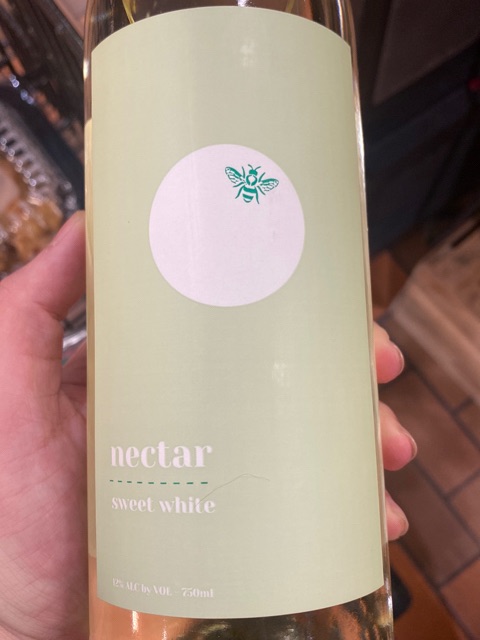 nectar
sweet white
12% ALC by VOL 750ml